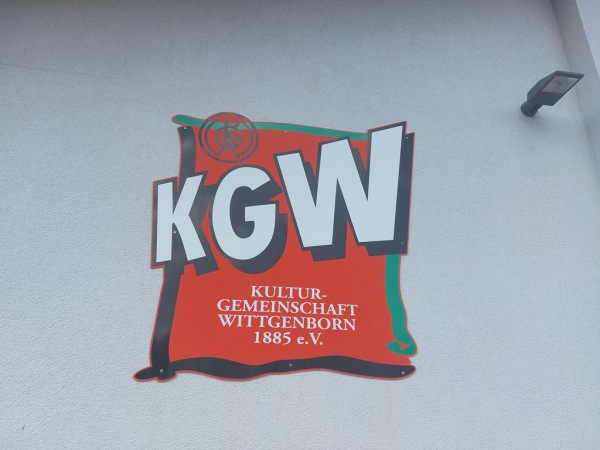 KGW
KULTUR-
GEMEINSCHAFT
WITTGENBORN
1885 e.V.